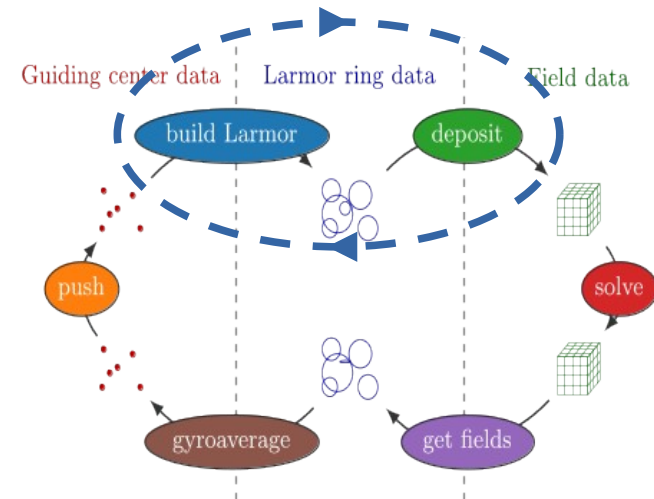 Guiding center data
Larmor ring data
Field data
build Larmor
deposit
push
solve
gyroaverage
get fields